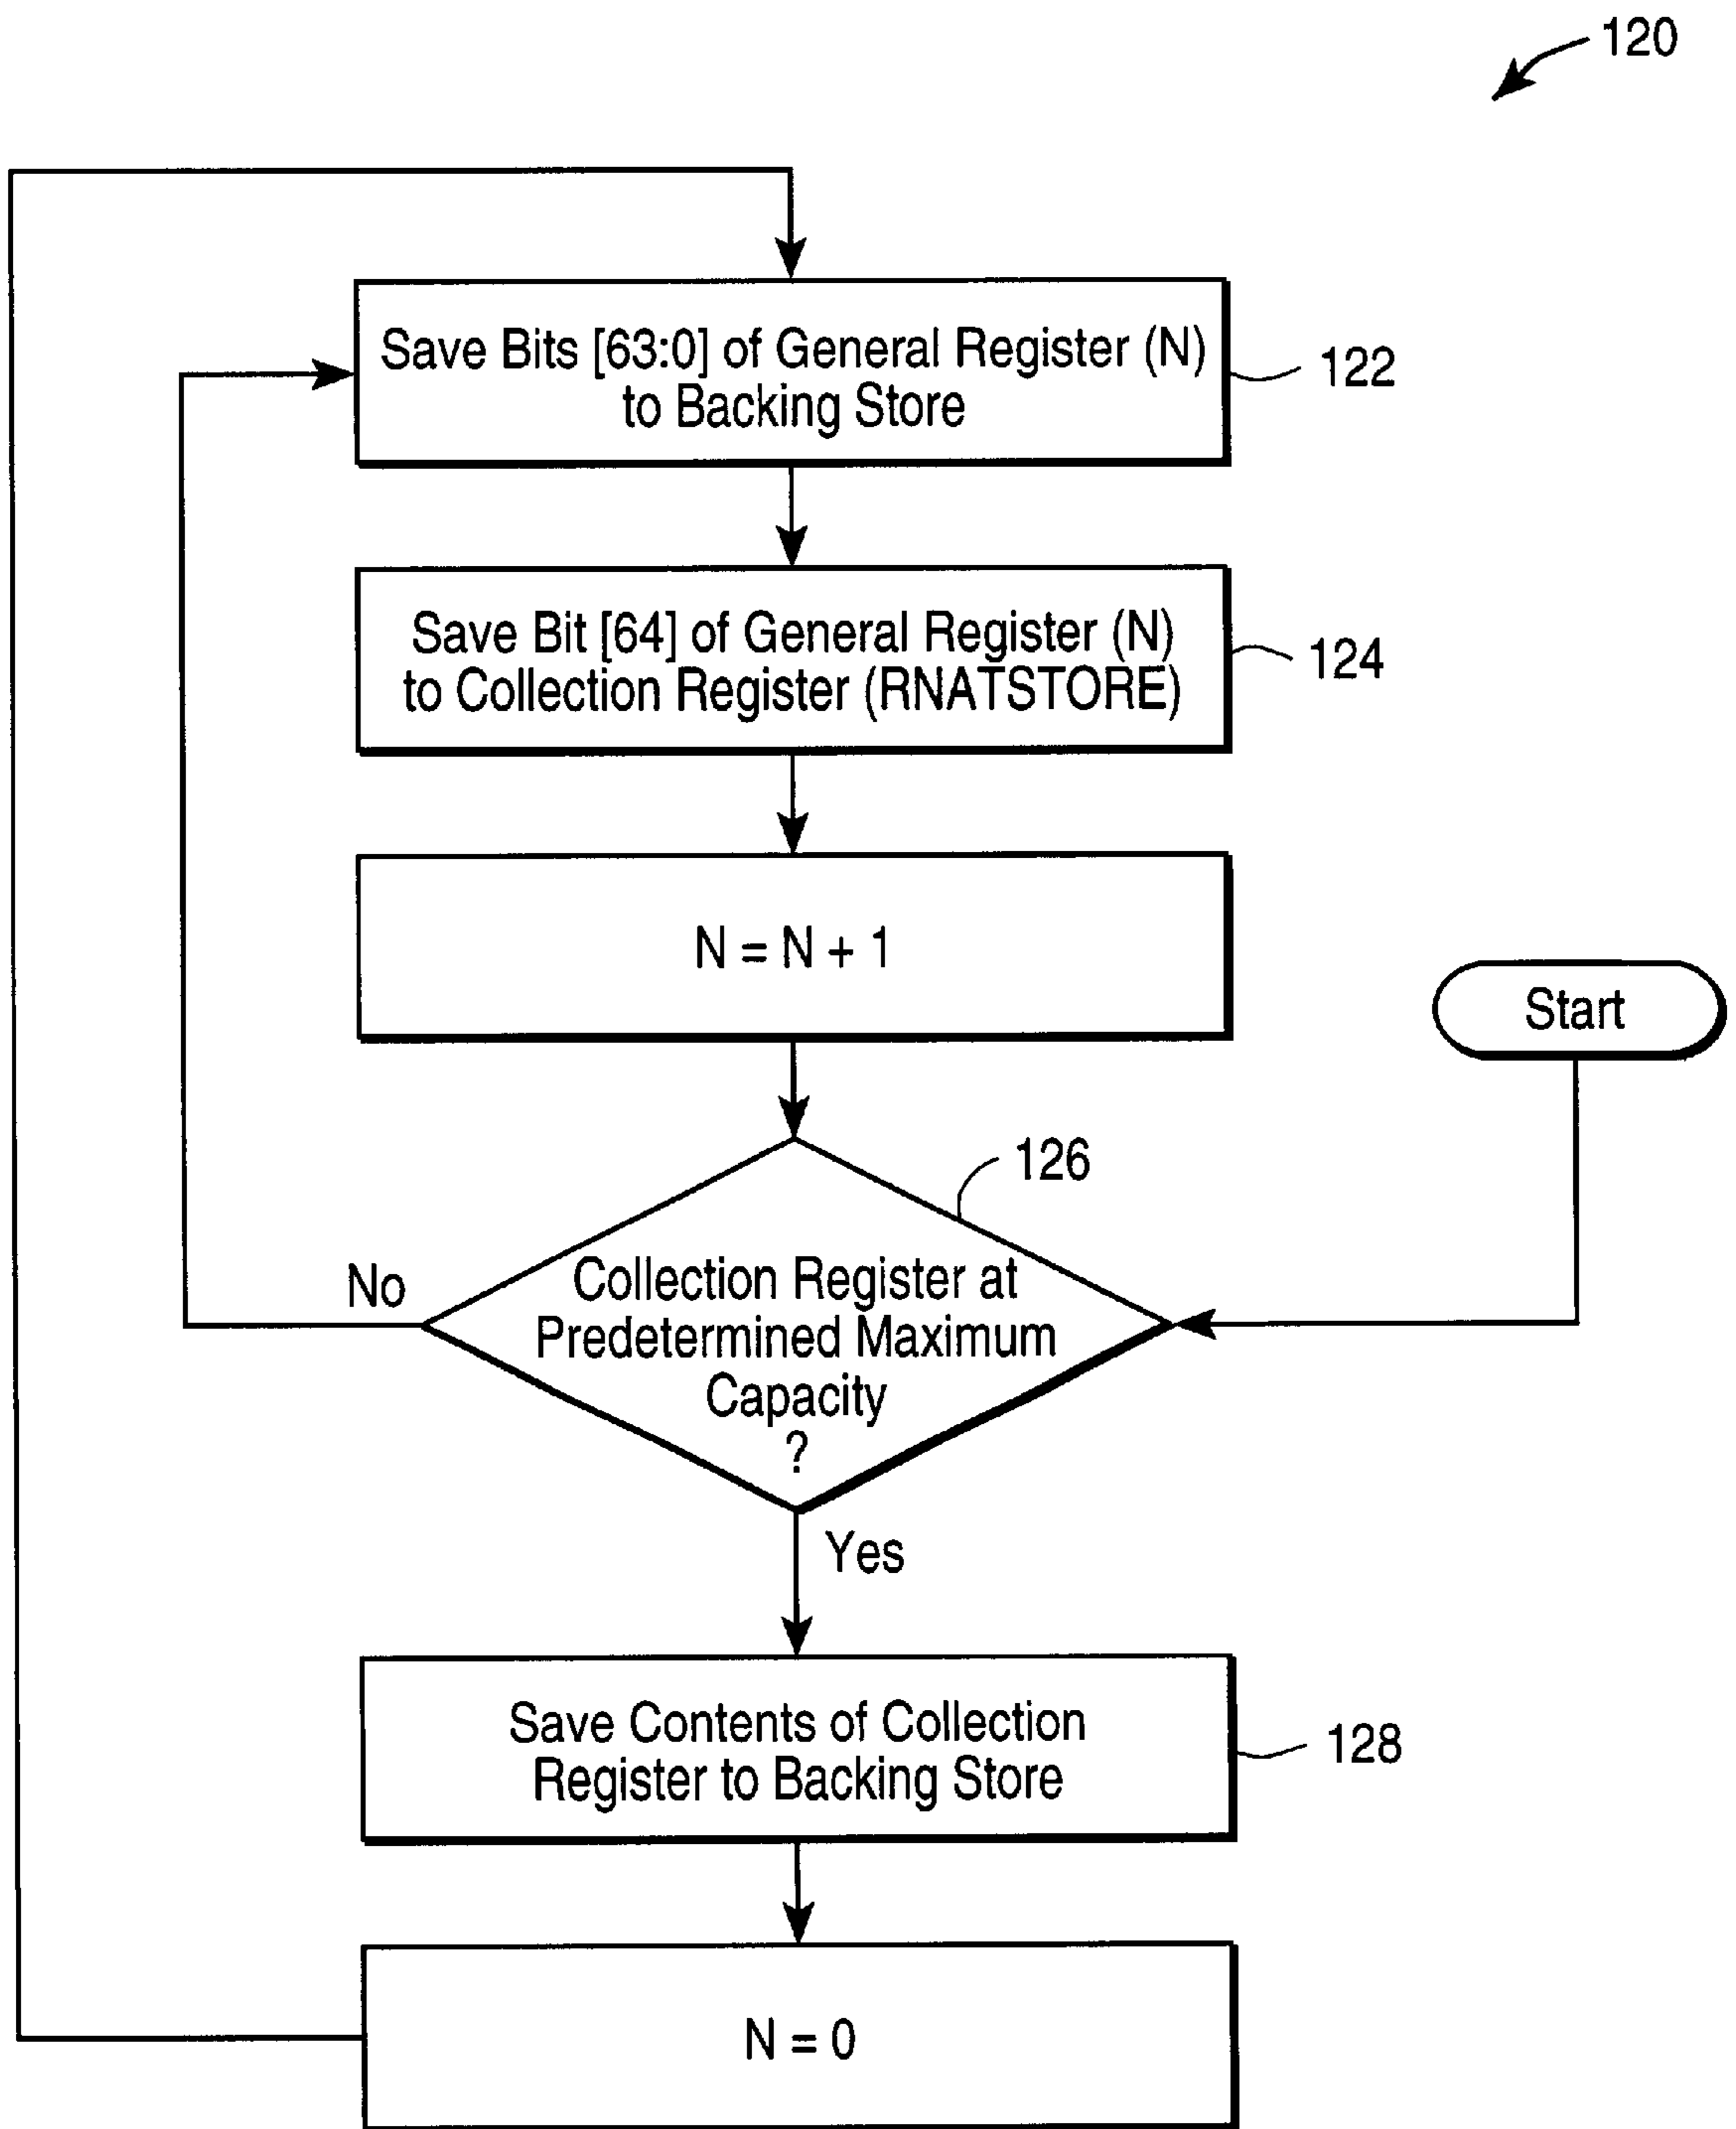 120
Save Bits [63:0] of General Register (N)
to Backing Store
122
Save Bit [64] of General Register (N)
to Collection Register (RNATSTORE)
124
N = N + 1
Start
126
No
Collection Register at
Predetermined Maximum
Capacity
?
Yes
Save Contents of Collection
Register to Backing Store
128
N = 0